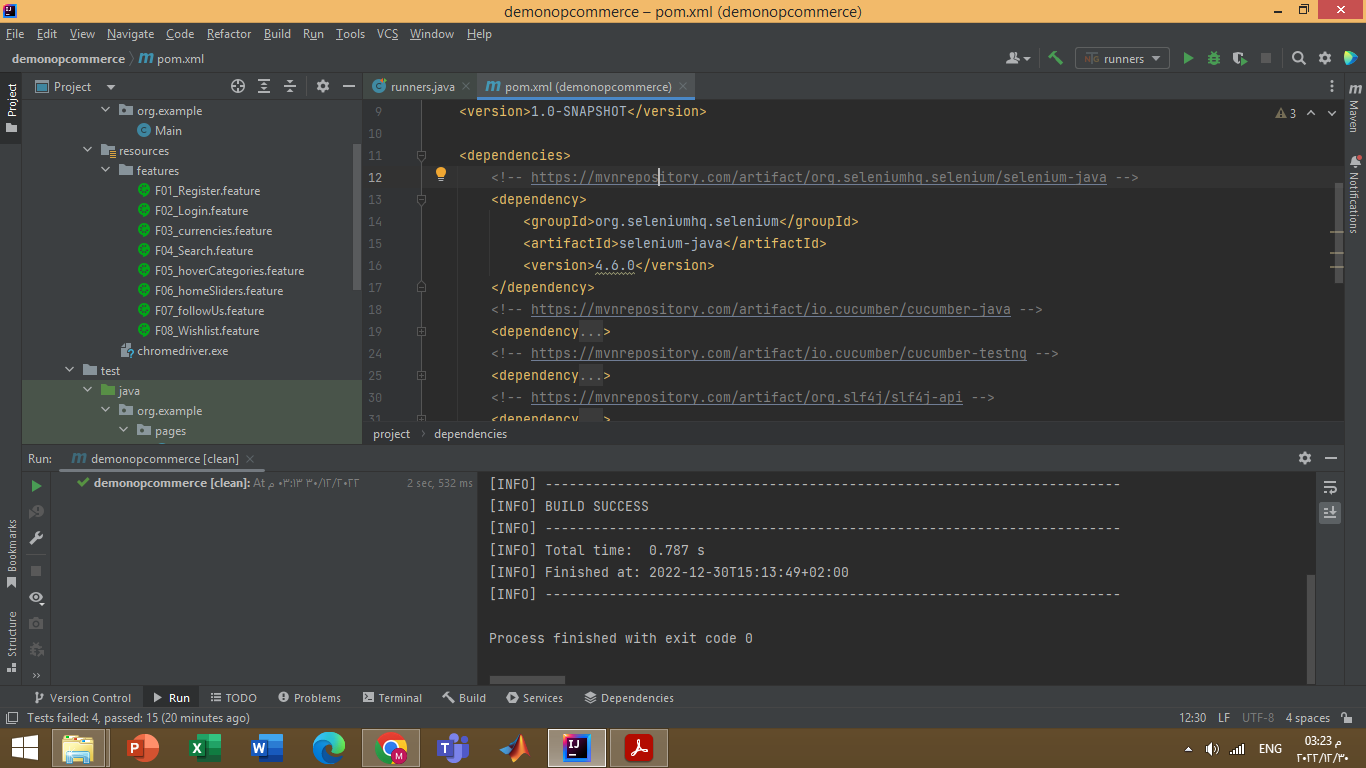 demonopcommerce – pom.xml (demonopcommerce)
File Edit View Navigate Code Refactor Build Run Tools VCS Window Help
demonopcommerce pom.xml
runners
Project
runners.java
pom.xml (demonopcommerce)
Project
org.example
Main
resources
features
F01_Register.feature
F02_Login.feature
F03_currencies.feature
F04_Search.feature
F05_hoverCategories.feature
F06_homeSliders.feature
F07_followUs.feature
F08_Wishlist.feature
chromedriver.exe
test
java
org.example
pages
3
9 <version>1.0-SNAPSHOT</version>
10
11 <dependencies>
12 <!-- https://mvnrepository.com/artifact/org.seleniumhq.selenium/selenium-java -->
13 <dependency>
14 <groupId>org.seleniumhq.selenium</groupId>
15 <artifactId>selenium-java</artifactId>
16 <version>4.6.0</version>
17 </dependency>
18 <!-- https://mvnrepository.com/artifact/io.cucumber/cucumber-java -->
19 <dependency...>
24 <!-- https://mvnrepository.com/artifact/io.cucumber/cucumber-testng -->
25 <dependency...>
30 <!-- https://mvnrepository.com/artifact/org.slf4j/slf4j-api -->
31 <dependency...>
project dependencies
Maven
Notifications
Run: demonopcommerce [clean]
demonopcommerce [clean]: At ٠٣:١٣ ٣٠/١٢/٢٠٢٢ م 2 sec, 532 ms
[INFO] ------------------------------------------------------------------------
[INFO] BUILD SUCCESS
[INFO] ------------------------------------------------------------------------
[INFO] Total time:  0.787 s
[INFO] Finished at: 2022-12-30T15:13:49+02:00
[INFO] ------------------------------------------------------------------------
Process finished with exit code 0
Bookmarks
Structure
Version Control Run TODO Problems Terminal Build Services Dependencies
Tests failed: 4, passed: 15 (20 minutes ago)
12:30 LF UTF-8 4 spaces
ENG
03:23 م
٢٠٢٢/١٢/٣٠